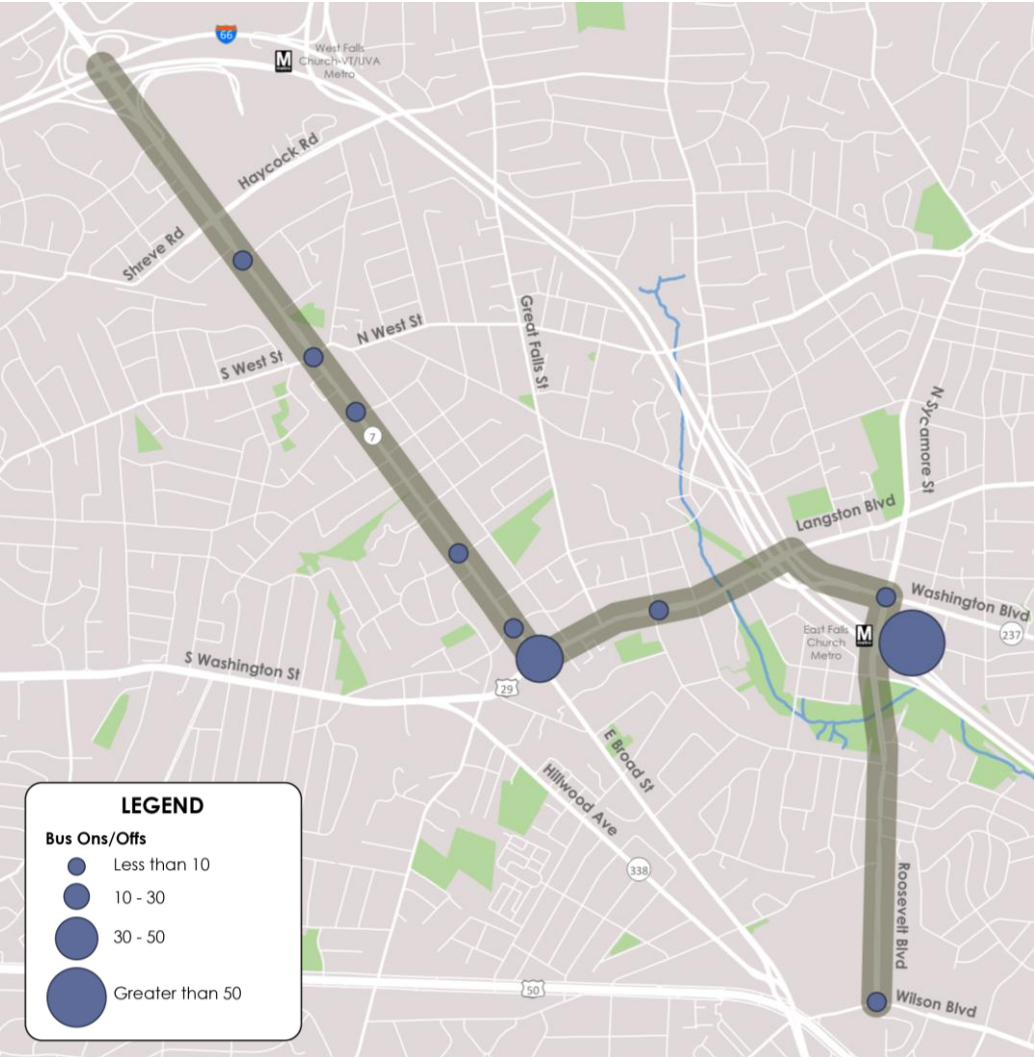 66
M
West Falls
Church-VT/UVA
Metro
Haycock Rd
Shreve Rd
N West St
S West St
Great Falls St
7
N Sycamore St
Langston Blvd
Washington Blvd
237
East Falls
Church
Metro
M
S Washington St
29
E Broad St
Hillwood Ave
338
Roosevelt Blvd
Wilson Blvd
50
LEGEND
Bus Ons/Offs
Less than 10
10 - 30
30 - 50
Greater than 50